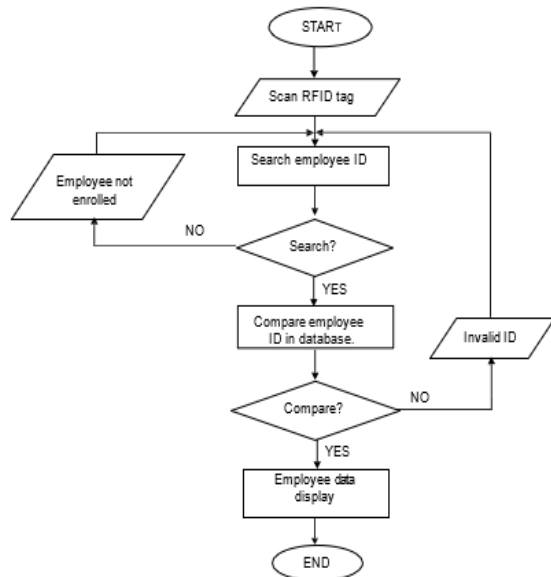 START
Scan RFID tag
Search employee ID
Employee not
enrolled
NO
Search?
YES
Compare employee
ID in database.
Invalid ID
Compare?
NO
YES
Employee data
display
END